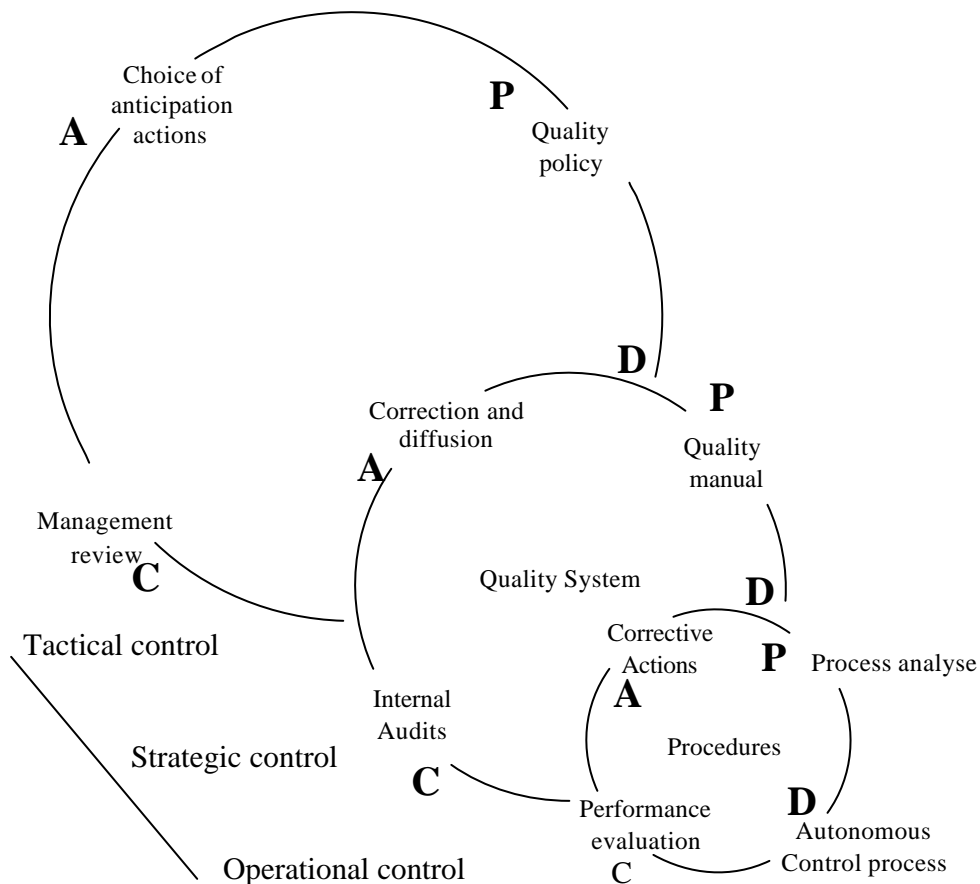 Choice of
anticipation
actions
A
P
Quality
policy
D
P
Correction and
diffusion
A
Quality
manual
Management
review
C
Quality System
D
Tactical control
Corrective
Actions
A
P
Process analyse
Internal
Audits
C
Procedures
Strategic control
D
Performance
evaluation
C
Autonomous
Control process
Operational control